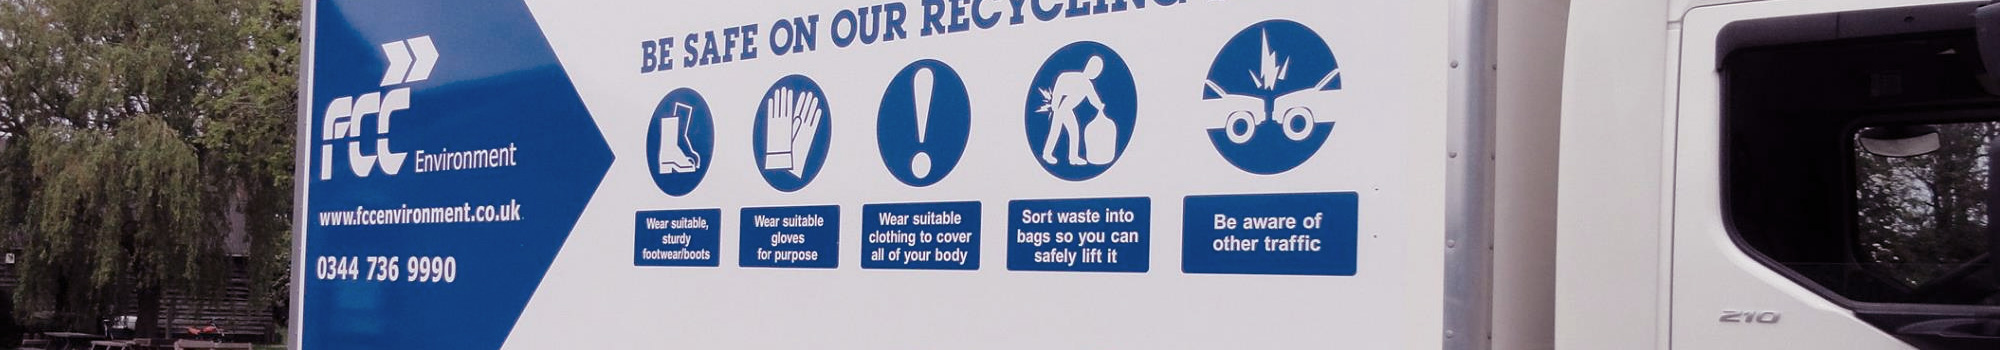 BE SAFE ON OUR RECYCLING
FCC Environment
www.fccenvironment.co.uk
0344 736 9990
Wear suitable,
sturdy
footwear/boots
Wear suitable
gloves
for purpose
Wear suitable
clothing to cover
all of your body
Sort waste into
bags so you can
safely lift it
Be aware of
other traffic
210